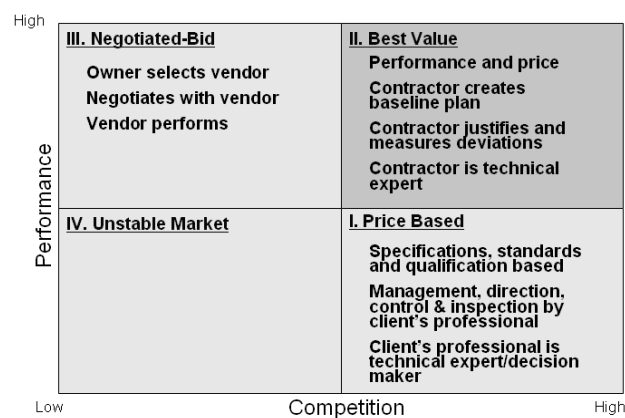 High
III. Negotiated-Bid
Owner selects vendor
Negotiates with vendor
Vendor performs
II. Best Value
Performance and price
Contractor creates
baseline plan
Contractor justifies and
measures deviations
Contractor is technical
expert
Performance
IV. Unstable Market
I. Price Based
Specifications, standards
and qualification based
Management, direction,
control & inspection by
client's professional
Client's professional is
technical expert/decision
maker
Low
Competition
High